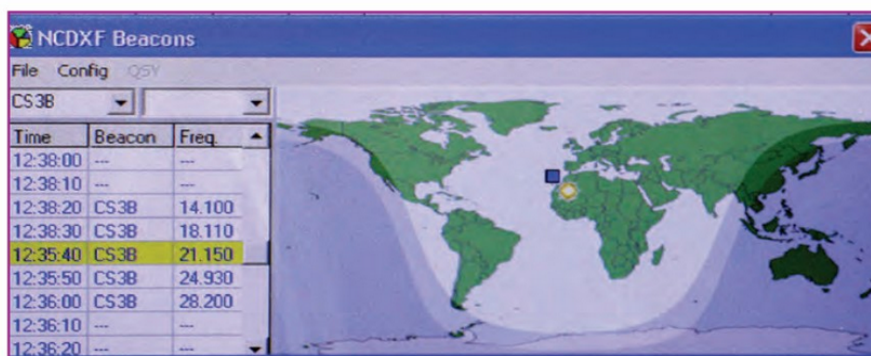 NCDXF Beacons
File Config QSY
CS3B
Time Beacon Freq.
12:38:00 --- ---
12:38:10 --- ---
12:38:20 CS3B 14.100
12:38:30 CS3B 18.110
12:35:40 CS3B 21.150
12:35:50 CS3B 24.930
12:36:00 CS3B 28.200
12:36:10 --- ---
12:36:20 --- ---